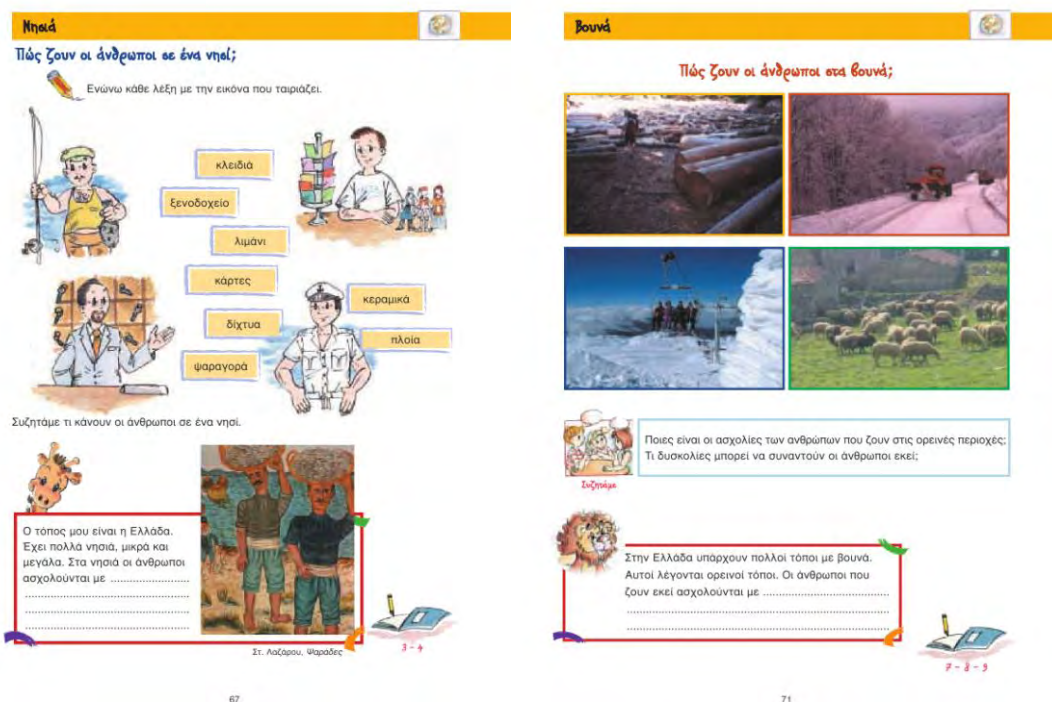 Νησιά
Πώς ζουν οι άνθρωποι σε ένα νησί;
Ενώνω κάθε λέξη με την εικόνα που ταιριάζει.
κλειδιά
ξενοδοχείο
λιμάνι
κάρτες
κεραμικά
δίχτυα
πλοία
ψαραγορά
Συζητάμε τι κάνουν οι άνθρωποι σε ένα νησί.
Ο τόπος μου είναι η Ελλάδα.
Έχει πολλά νησιά, μικρά και
μεγάλα. Στα νησιά οι άνθρωποι
ασχολούνται με ........................
..................................................
..................................................
..................................................
Στ. Λαζάρου, Ψαράδες
3 - 4
67
Βουνά
Πώς ζουν οι άνθρωποι στα βουνά;
Ποιες είναι οι ασχολίες των ανθρώπων που ζουν στις ορεινές περιοχές;
Τι δυσκολίες μπορεί να συναντούν οι άνθρωποι εκεί;
Συζητάμε
Στην Ελλάδα υπάρχουν πολλοί τόποι με βουνά.
Αυτοί λέγονται ορεινοί τόποι. Οι άνθρωποι που
ζουν εκεί ασχολούνται με ......................................
................................................................................
................................................................................
7 - 8 - 9
71